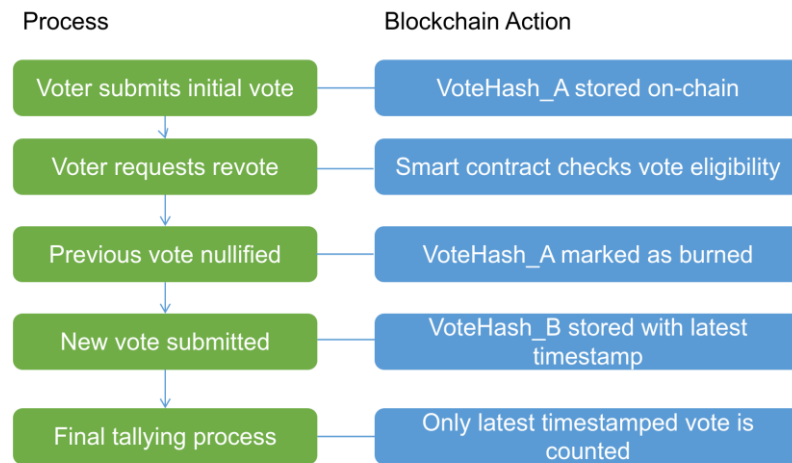 Process
Blockchain Action
Voter submits initial vote
VoteHash_A stored on-chain
Voter requests revote
Smart contract checks vote eligibility
Previous vote nullified
VoteHash_A marked as burned
New vote submitted
VoteHash_B stored with latest
timestamp
Final tallying process
Only latest timestamped vote is
counted